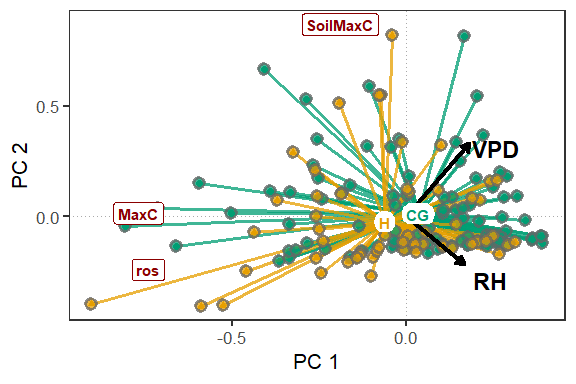 SoilMaxC
0.5
VPD
PC 2
MaxC
CG
0.0
H
ros
RH
-0.5
0.0
PC 1